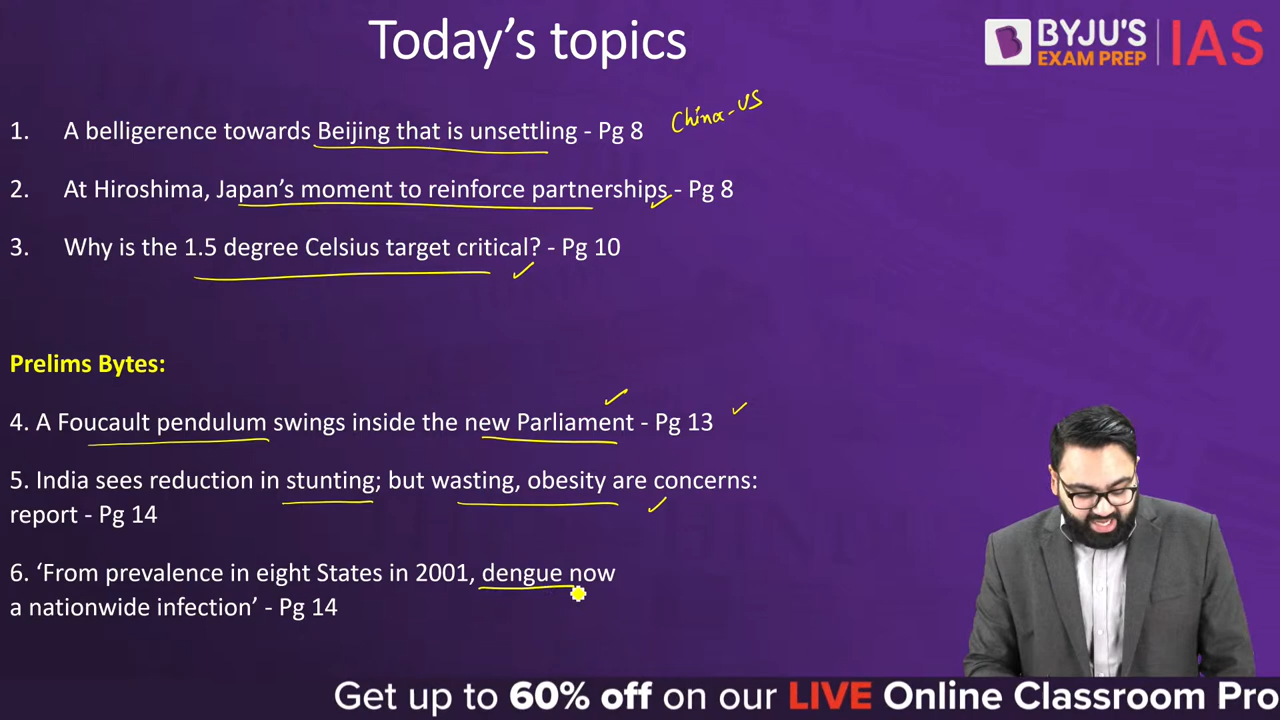 Today's topics
BYJU'S
EXAM PREP
IAS
1. A belligerence towards Beijing that is unsettling - Pg 8
China-US
2. At Hiroshima, Japan's moment to reinforce partnerships - Pg 8
3. Why is the 1.5 degree Celsius target critical? - Pg 10
Prelims Bytes:
4. A Foucault pendulum swings inside the new Parliament - Pg 13
5. India sees reduction in stunting; but wasting, obesity are concerns:
report - Pg 14
6. ‘From prevalence in eight States in 2001, dengue now
a nationwide infection’ - Pg 14
Get up to 60% off on our LIVE Online Classroom Pro